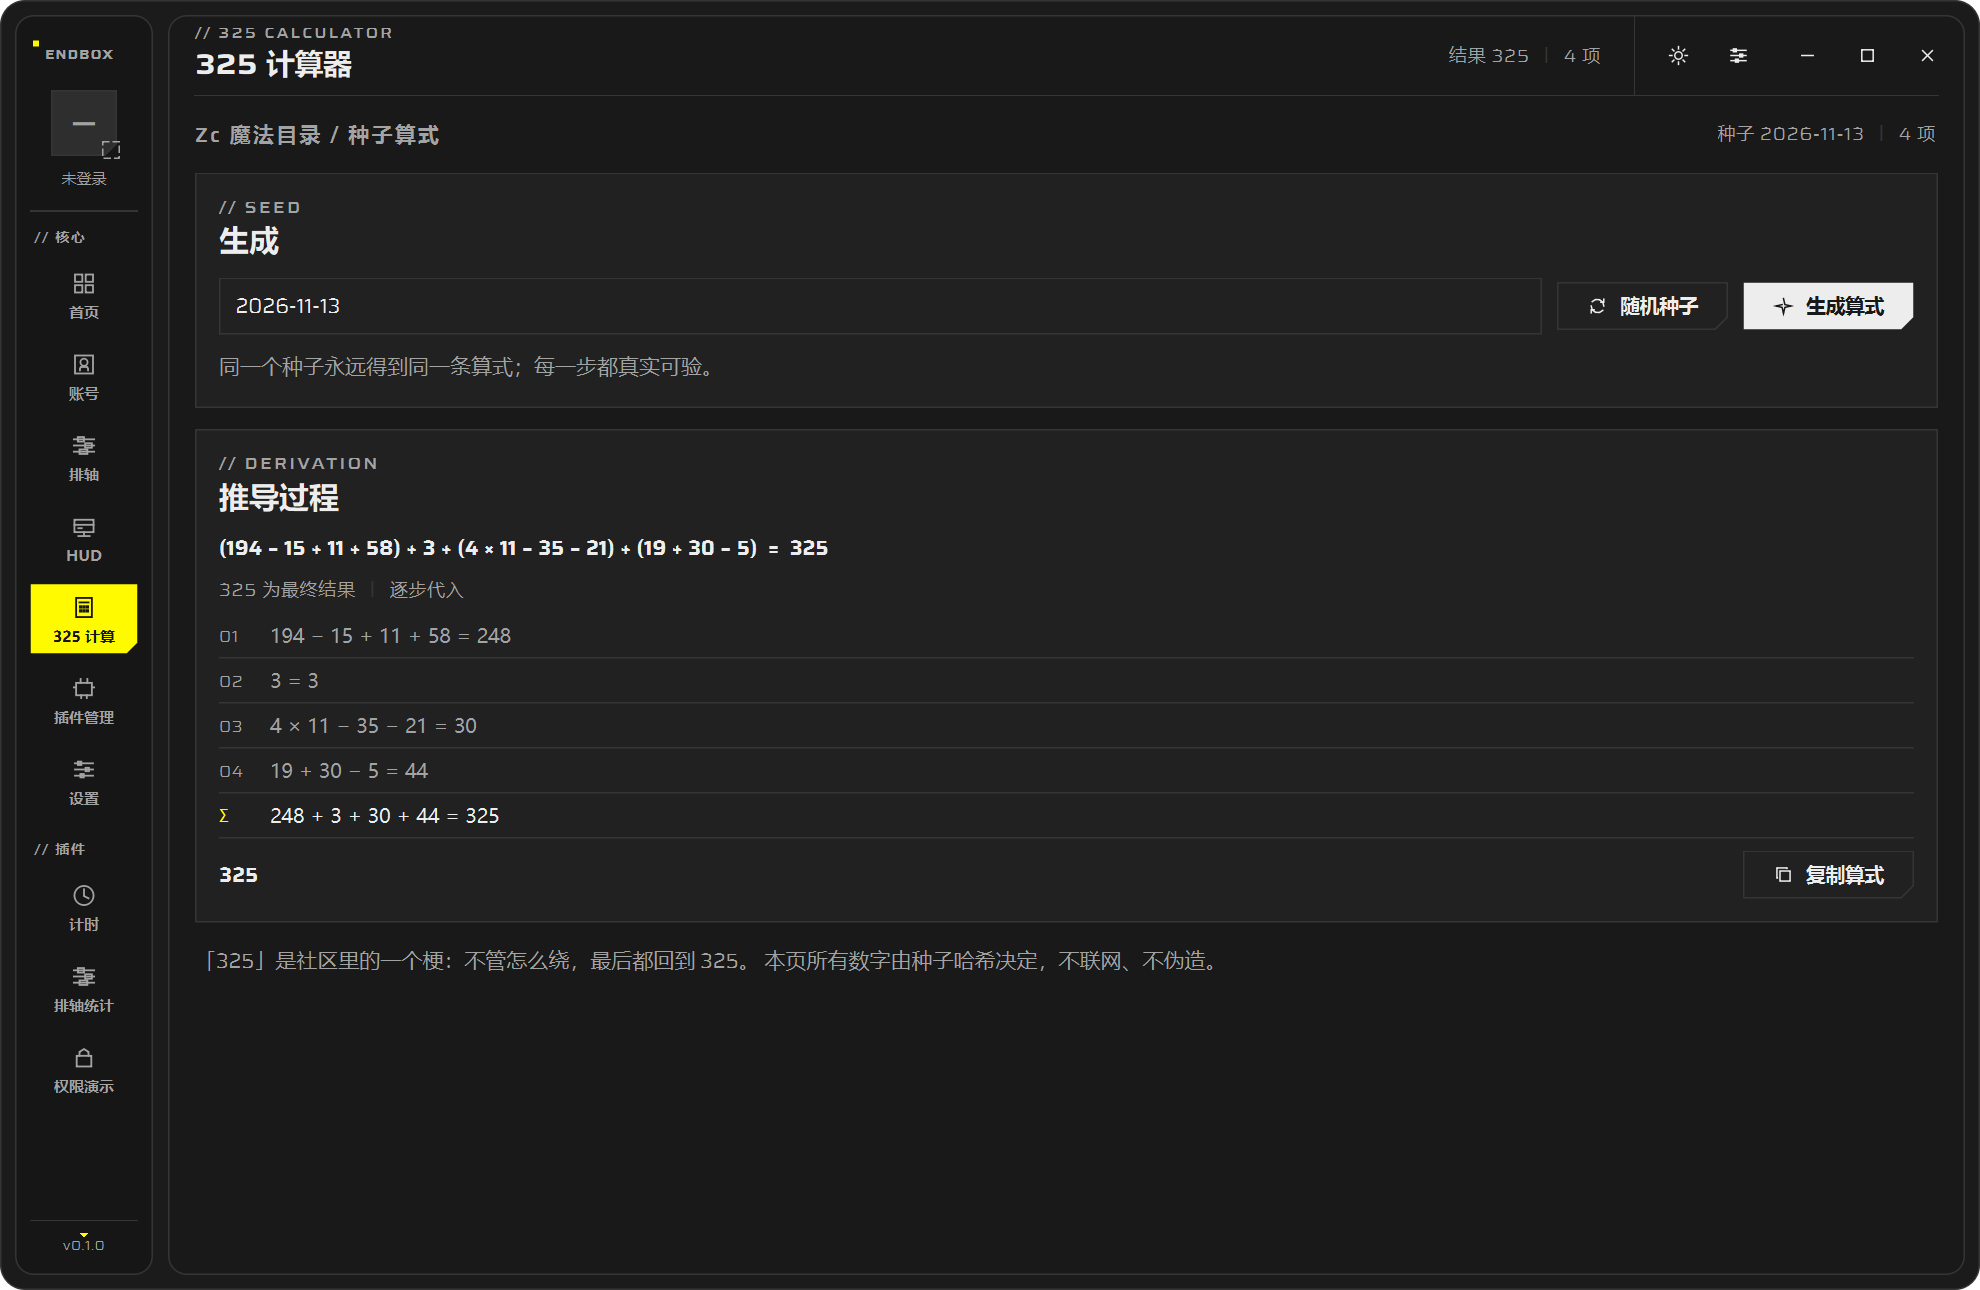 ENDBOX
未登录
// 核心
首页
账号
排轴
HUD
325 计算
插件管理
设置
// 插件
计时
排轴统计
权限演示
v0.1.0
// 325 CALCULATOR
325 计算器
结果 325 | 4 项
Zc 魔法目录 / 种子算式
种子 2026-11-13 | 4 项
// SEED
生成
2026-11-13
随机种子
生成算式
同一个种子永远得到同一条算式；每一步都真实可验。
// DERIVATION
推导过程
(194 − 15 + 11 + 58) + 3 + (4 × 11 − 35 − 21) + (19 + 30 − 5) = 325
325 为最终结果 | 逐步代入
01 194 − 15 + 11 + 58 = 248
02 3 = 3
03 4 × 11 − 35 − 21 = 30
04 19 + 30 − 5 = 44
Σ 248 + 3 + 30 + 44 = 325
325
复制算式
「325」是社区里的一个梗：不管怎么绕，最后都回到 325。 本页所有数字由种子哈希决定，不联网、不伪造。